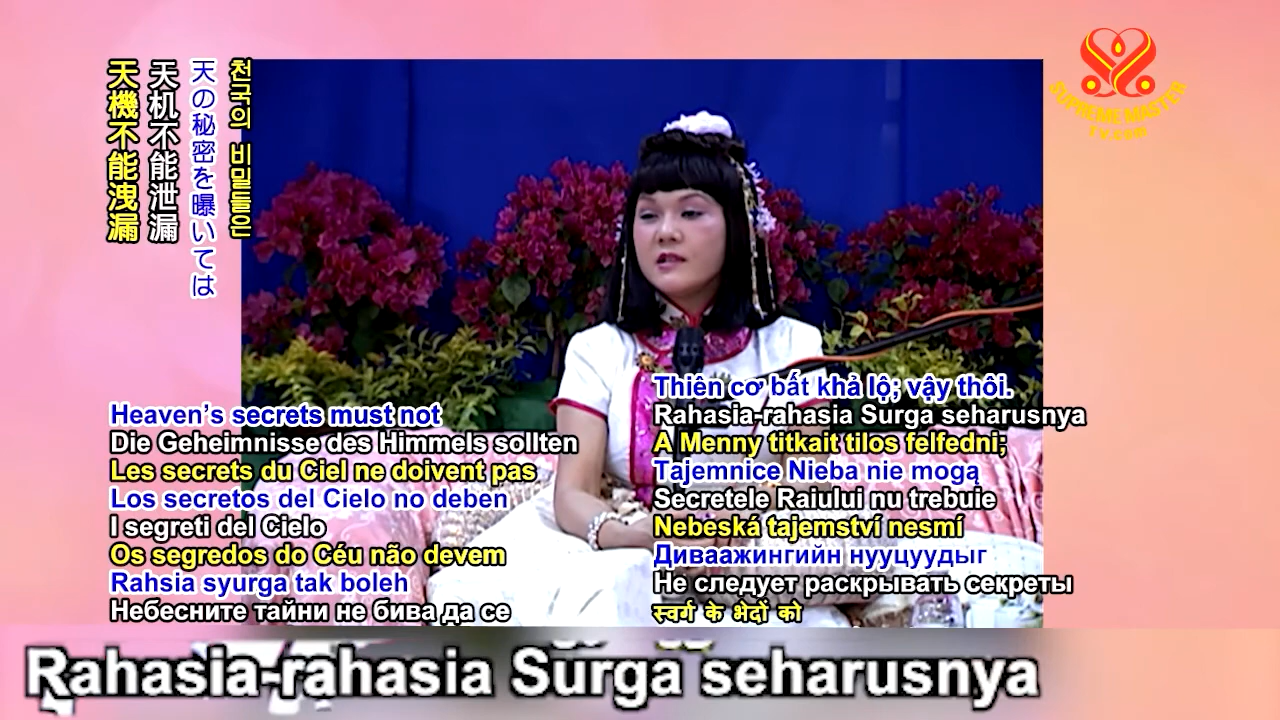 天機不能洩漏
天机不能泄漏
天の秘密を曝いては
천국의 비밀들은
SUPREME MASTER
TV.com
Heaven's secrets must not
Die Geheimnisse des Himmels sollten
Les secrets du Ciel ne doivent pas
Los secretos del Cielo no deben
I segreti del Cielo
Os segredos do Céu não devem
Rahsia syurga tak boleh
Небесните тайни не бива да се
Thiên cơ bất khả lộ; vậy thôi.
Rahasia-rahasia Surga seharusnya
A Menny titkait tilos felfedni;
Tajemnice Nieba nie mogą
Secretele Raiului nu trebuie
Nebeská tajemství nesmí
Диваажингийн нууцуудыг
Не следует раскрывать секреты
स्वर्ग के भेदों को
Rahasia-rahasia Surga seharusnya